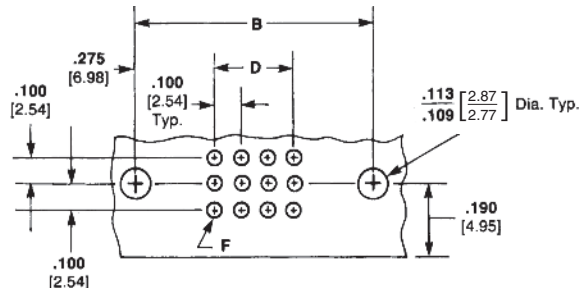 B
.275
[6.98]
D
.100
[2.54]
.100
[2.54]
Typ.
.113
.109
[2.87
2.77] Dia. Typ.
.190
[4.95]
F
.100
[2.54]